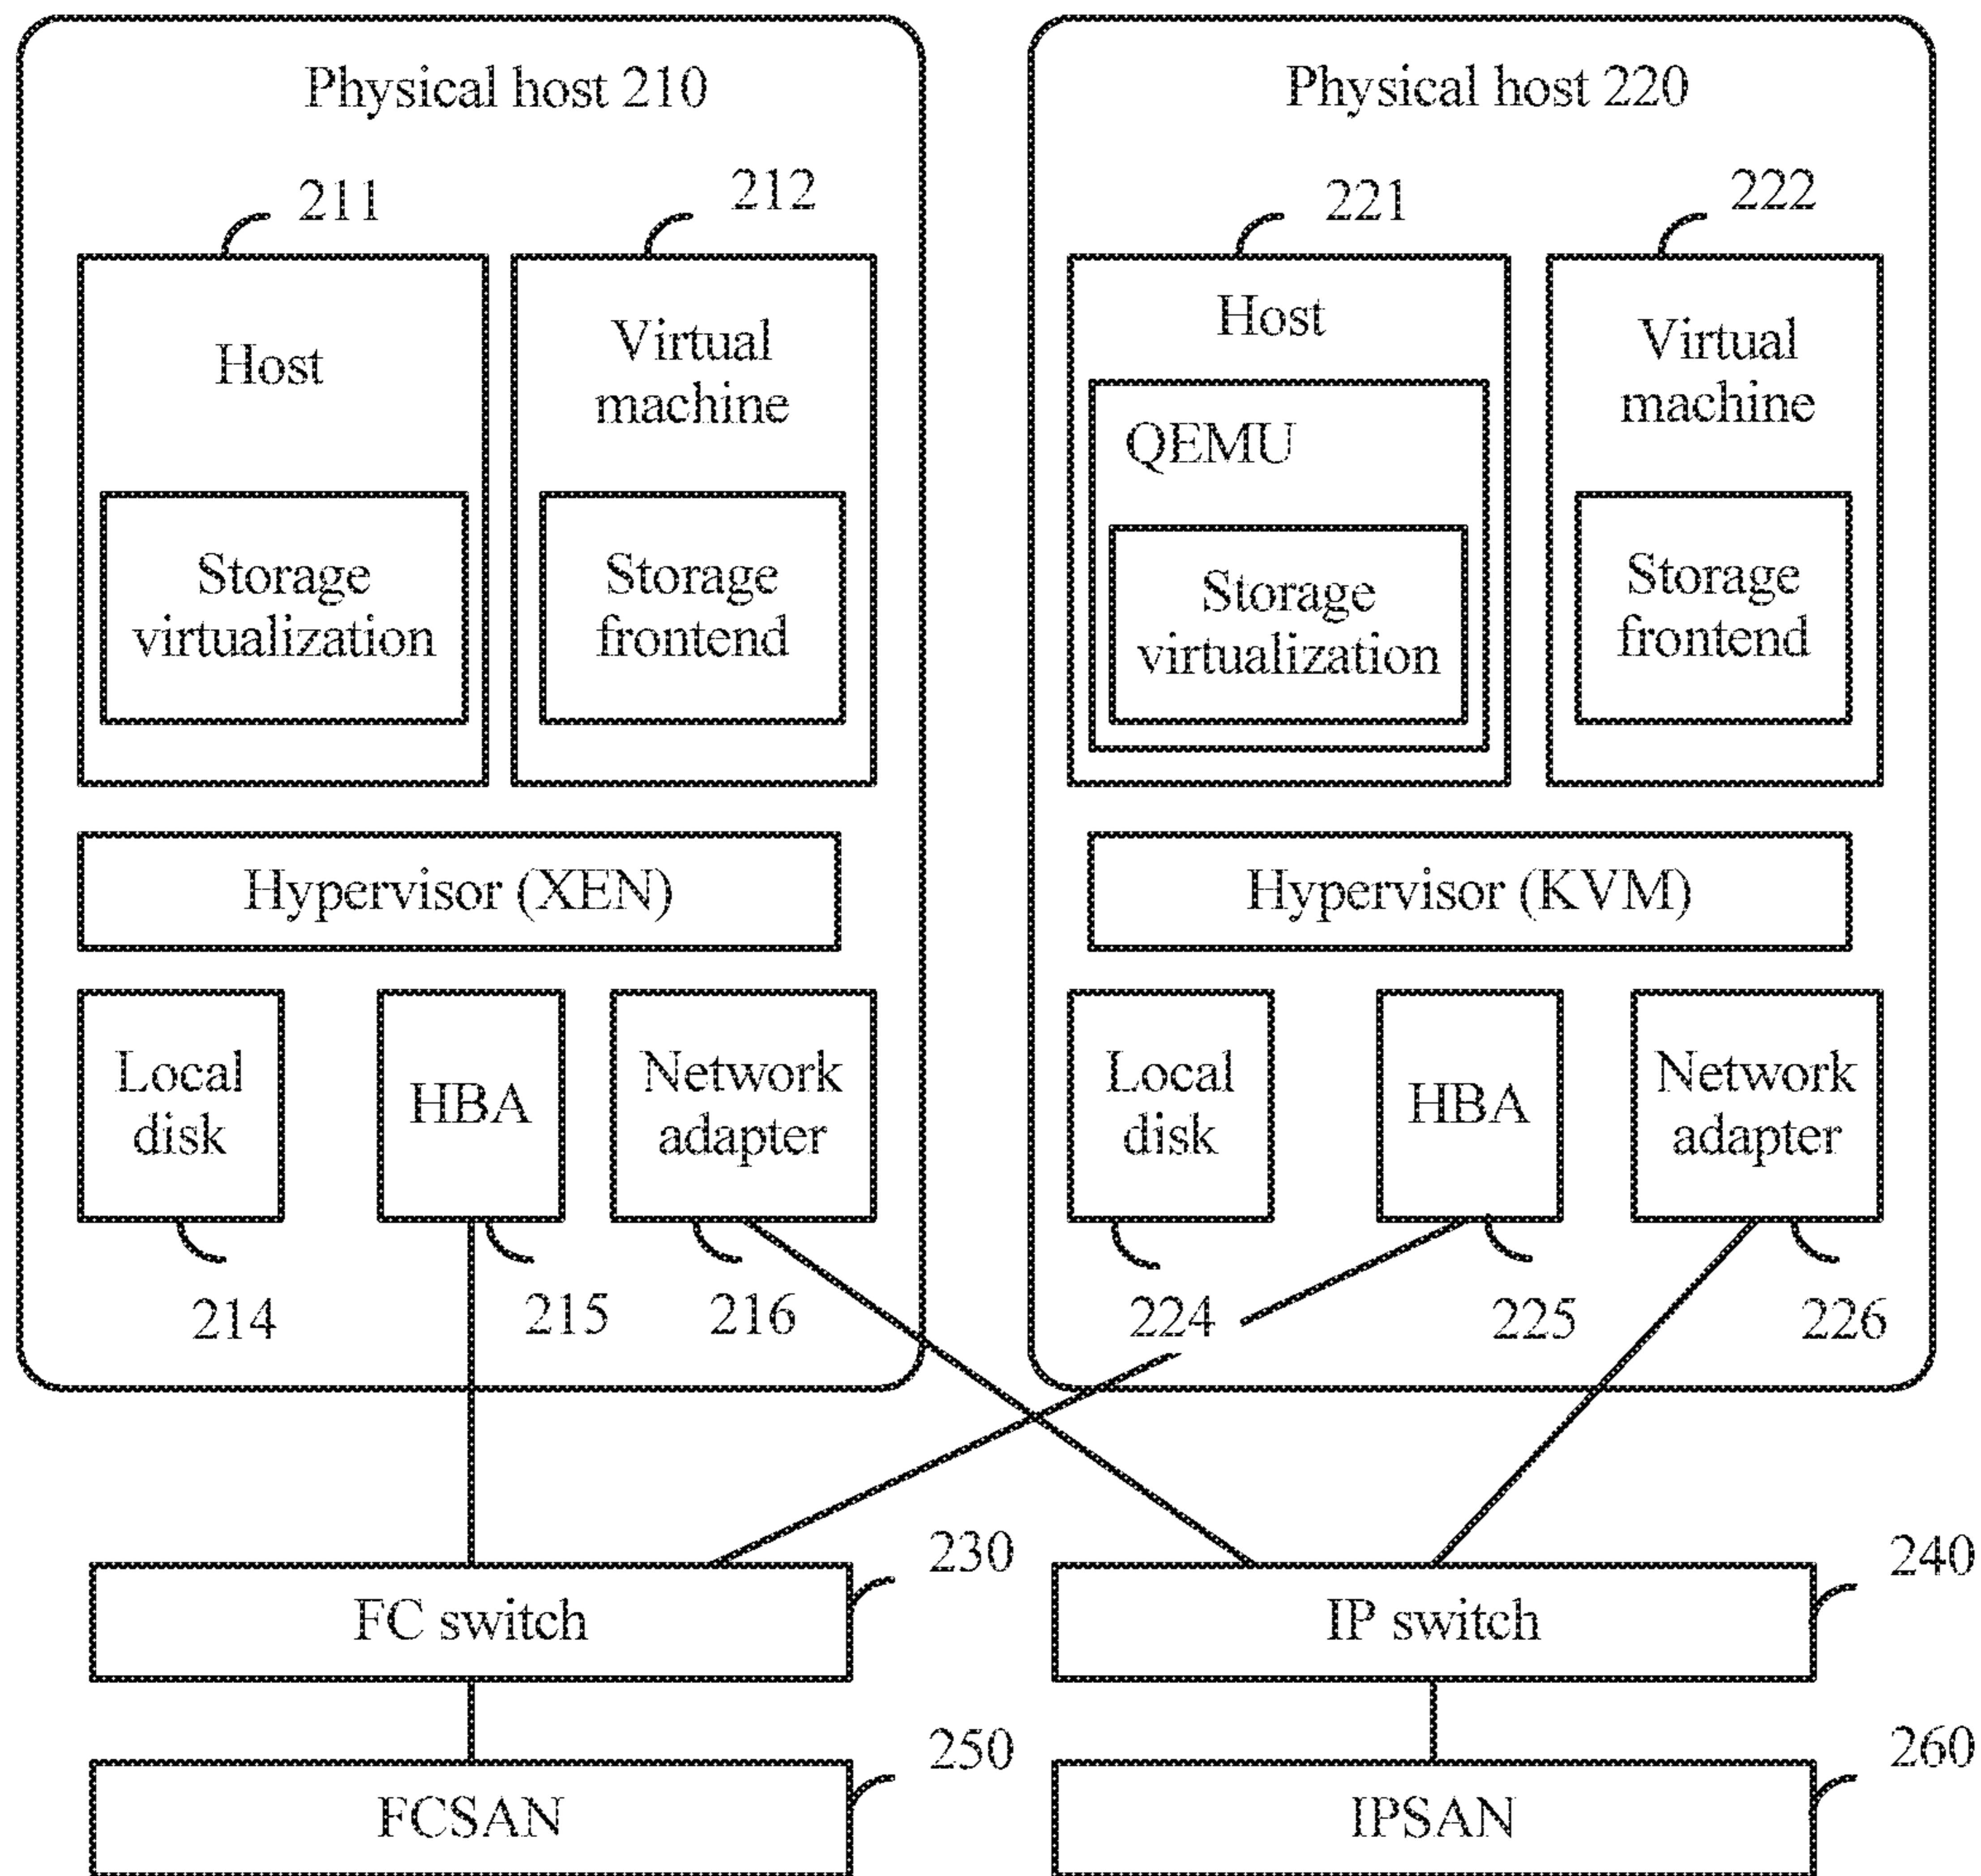 Physical host 210
Physical host 220
211
212
221
222
Host
Storage
virtualization
Virtual
machine
Storage
frontend
Host
QEMU
Storage
virtualization
Virtual
machine
Storage
frontend
Hypervisor (XEN)
Hypervisor (KVM)
Local
disk
HBA
Network
adapter
Local
disk
HBA
Network
adapter
214
215
216
224
225
226
230
240
FC switch
IP switch
250
260
FCSAN
IPSAN